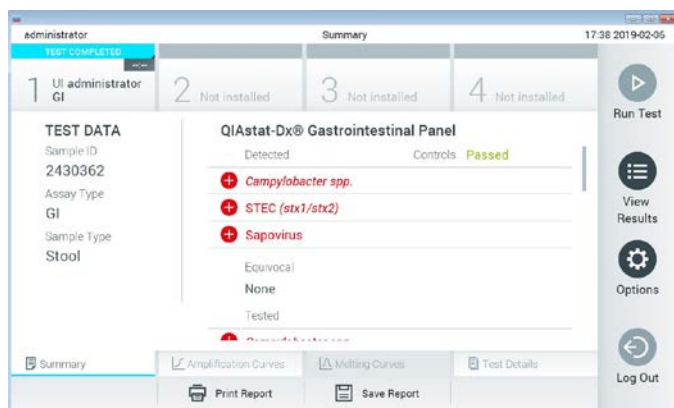 administrator Summary 17:38 2019-02-05
TEST COMPLETED
1 UI administrator GI
2 Not installed
3 Not installed
4 Not installed
Run Test
View Results
Options
Log Out
TEST DATA
Sample ID
2430362
Assay Type
GI
Sample Type
Stool
QIAstat-Dx® Gastrointestinal Panel
Detected Controls Passed
Campylobacter spp.
STEC (stx1/stx2)
Sapovirus
Equivocal
None
Tested
Summary Amplification Curves Melting Curves Test Details
Print Report Save Report